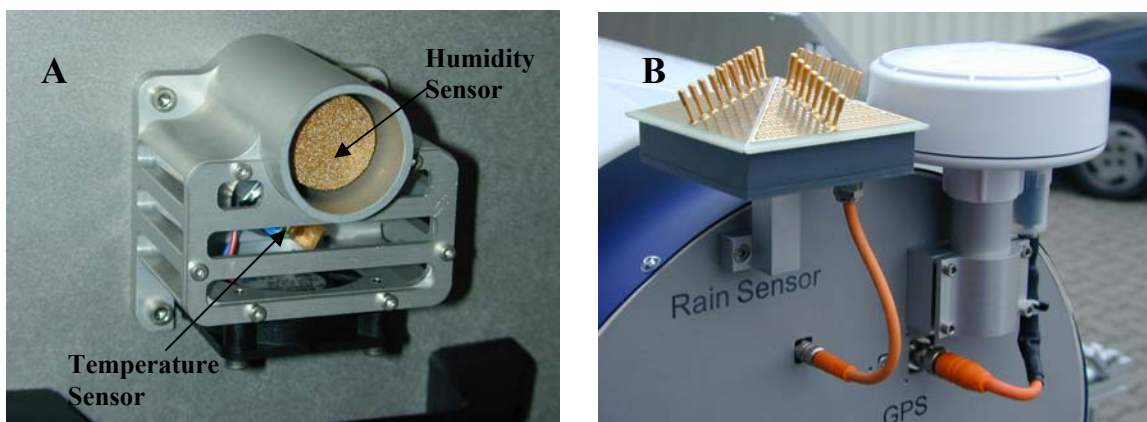 A
Humidity
Sensor
Temperature
Sensor
B
Rain Sensor
GPS